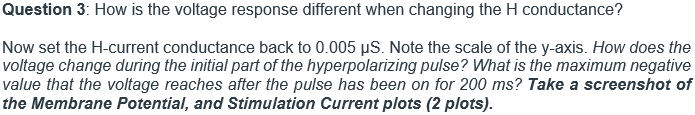 Question 3: How is the voltage response different when changing the H conductance?
Now set the H-current conductance back to 0.005 µS. Note the scale of the y-axis. How does the
voltage change during the initial part of the hyperpolarizing pulse? What is the maximum negative
value that the voltage reaches after the pulse has been on for 200 ms? Take a screenshot of
the Membrane Potential, and Stimulation Current plots (2 plots).